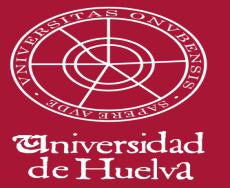 VNIVERSITAS ONVBENSIS · SAPERE AVDE ·
Universidad
de Huelva